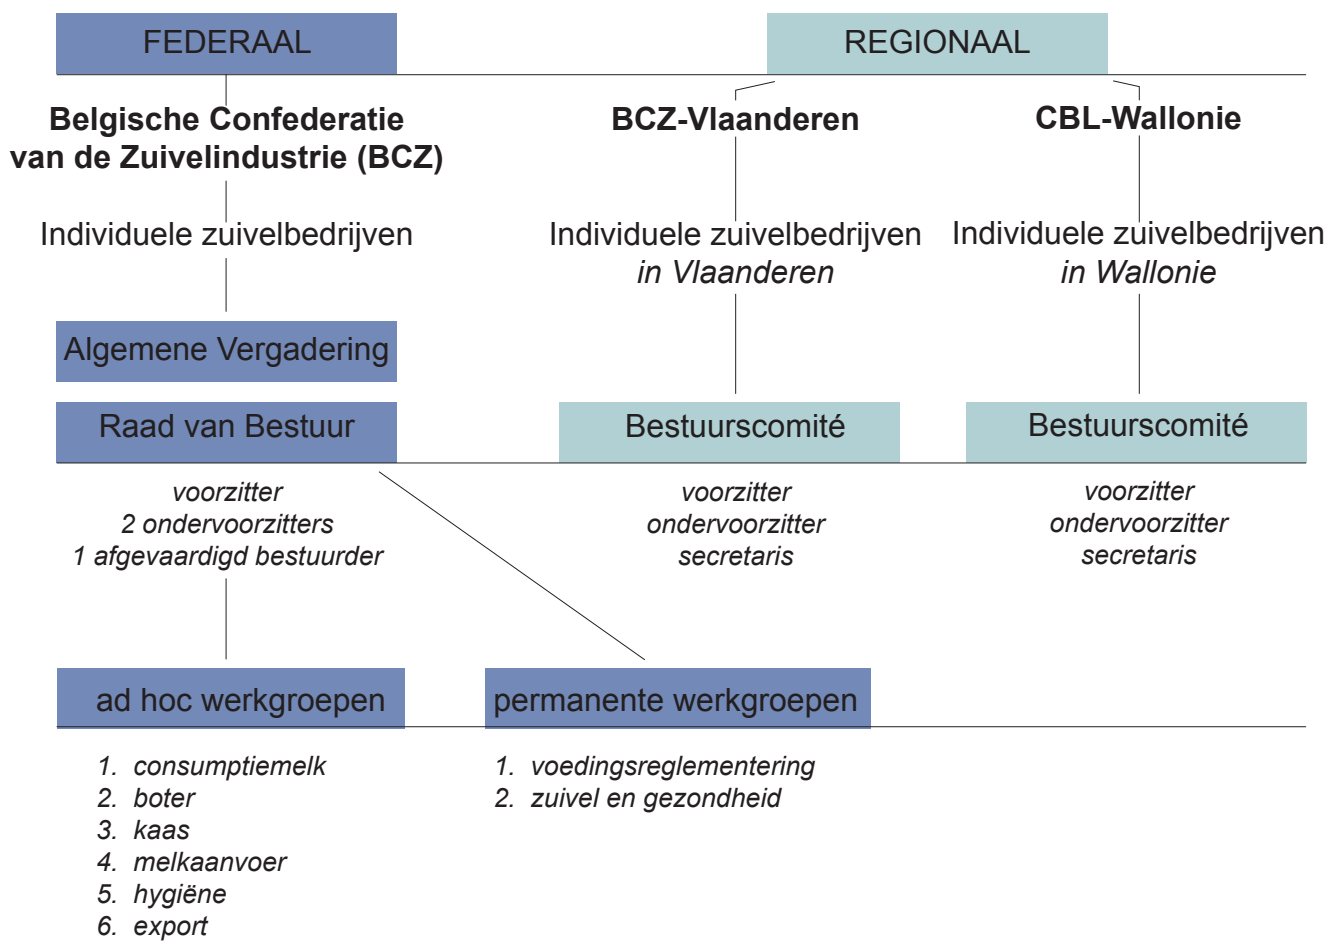 FEDERAAL
REGIONAAL
Belgische Confederatie
van de Zuivelindustrie (BCZ)
BCZ-Vlaanderen
CBL-Wallonie
Individuele zuivelbedrijven
Individuele zuivelbedrijven
in Vlaanderen
Individuele zuivelbedrijven
in Wallonie
Algemene Vergadering
Raad van Bestuur
Bestuurscomité
Bestuurscomité
voorzitter
2 ondervoorzitters
1 afgevaardigd bestuurder
voorzitter
ondervoorzitter
secretaris
voorzitter
ondervoorzitter
secretaris
ad hoc werkgroepen
permanente werkgroepen
1. consumptiemelk
2. boter
3. kaas
4. melkaanvoer
5. hygiëne
6. export
1. voedingsreglementering
2. zuivel en gezondheid